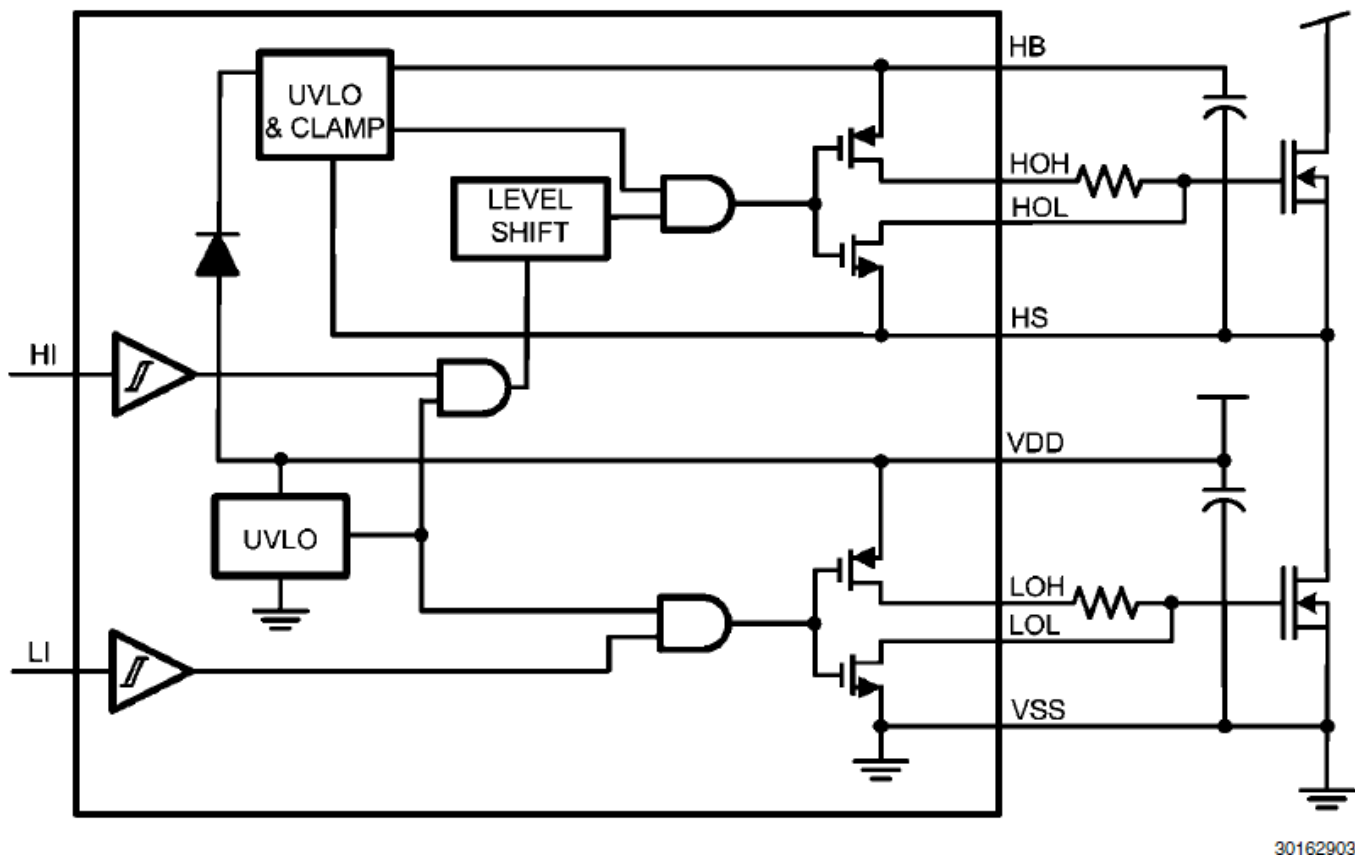 HB
UVLO
& CLAMP
HOH
LEVEL
SHIFT
HOL
HS
HI
VDD
UVLO
LOH
LOL
LI
VSS
30162903